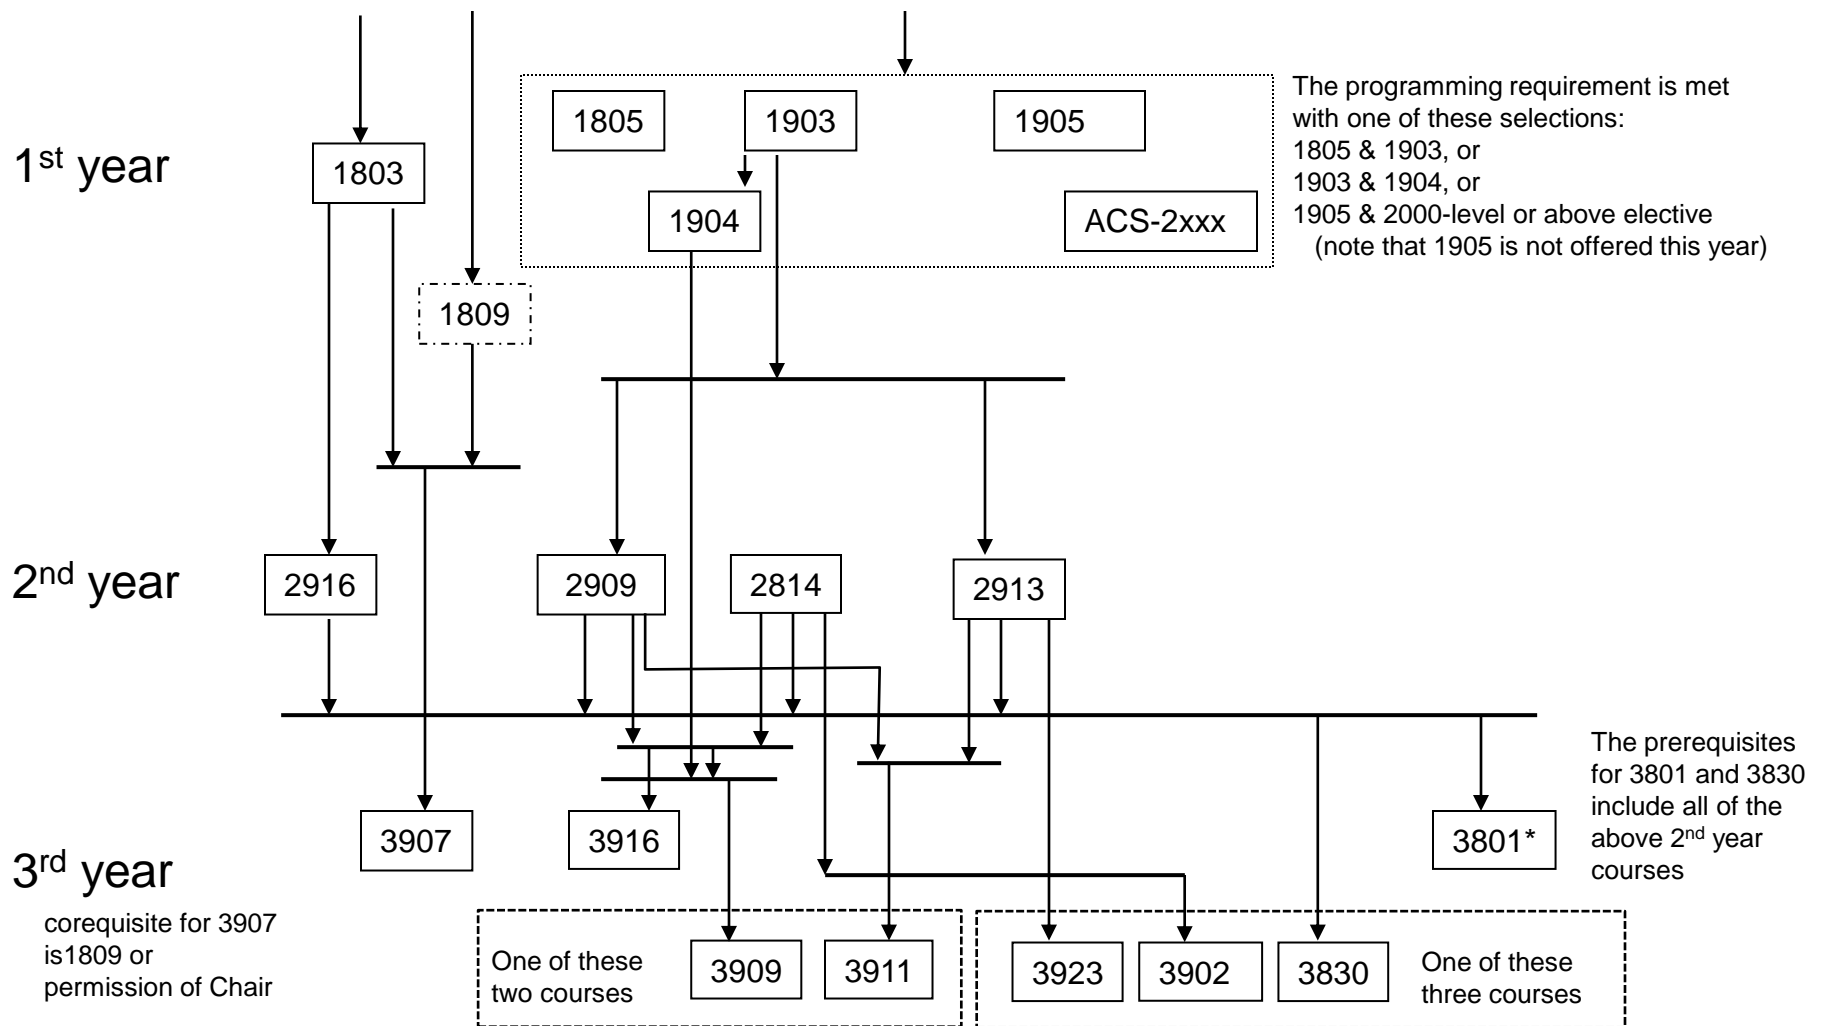 The programming requirement is met
with one of these selections:
1805 & 1903, or
1903 & 1904, or
1905 & 2000-level or above elective
(note that 1905 is not offered this year)
1805
1903
1905
1st year
1803
1904
ACS-2xxx
1809
2nd year
2916
2909
2814
2913
The prerequisites
for 3801 and 3830
include all of the
above 2nd year
courses
3907
3916
3801*
3rd year
corequisite for 3907
is1809 or
permission of Chair
One of these
two courses
3909
3911
3923
3902
3830
One of these
three courses